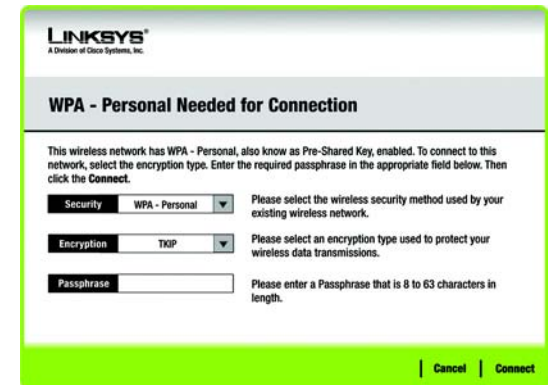 LINKSYS®
A Division of Cisco Systems, Inc.
WPA - Personal Needed for Connection
This wireless network has WPA - Personal, also know as Pre-Shared Key, enabled. To connect to this
network, select the encryption type. Enter the required passphrase in the appropriate field below. Then
click the Connect.
Security WPA - Personal Please select the wireless security method used by your
existing wireless network.
Encryption TKIP Please select an encryption type used to protect your
wireless data transmissions.
Passphrase Please enter a Passphrase that is 8 to 63 characters in
length.
Cancel Connect